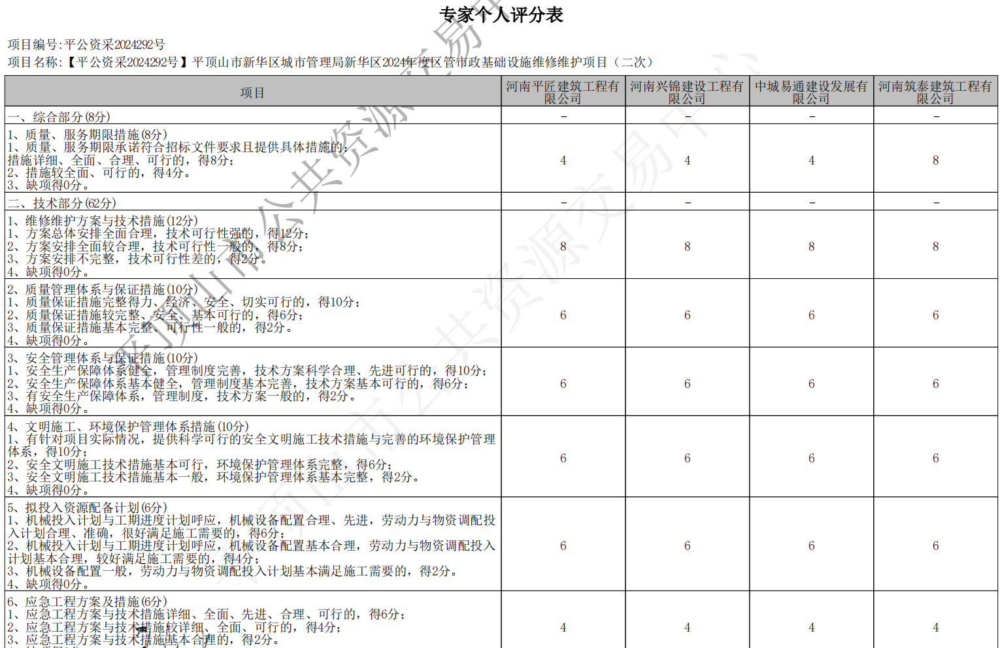 专家个人评分表
项目编号:平公资采2024292号
项目名称:【平公资采2024292号】平顶山市新华区城市管理局新华区2024年度区管市政基础设施维修维护项目（二次）
项目
河南平匠建筑工程有
限公司
河南兴锦建设工程有
限公司
中城易通建设发展有
限公司
河南筑泰建筑工程有
限公司
一、综合部分(8分) - - - -
1、质量、服务期限措施(8分)
1、质量、服务期限承诺符合招标文件要求且提供具体措施的;
措施详细、全面、合理、可行的，得8分;
2、措施较全面、可行的，得4分。
3、缺项得0分。
4 4 4 8
二、技术部分(62分) - - - -
1、维修维护方案与技术措施(12分)
1、方案总体安排全面合理，技术可行性强的，得12分;
2、方案安排全面较合理，技术可行性一般的，得8分;
3、方案安排不完整，技术可行性差的，得2分。
4、缺项得0分。
8 8 8 8
2、质量管理体系与保证措施(10分)
1、质量保证措施完整得力、经济、安全、切实可行的，得10分;
2、质量保证措施较完整、安全、基本可行的，得6分;
3、质量保证措施基本完整、可行性一般的，得2分。
4、缺项得0分。
6 6 6 6
3、安全管理体系与保证措施(10分)
1、安全生产保障体系健全，管理制度完善，技术方案科学合理、先进可行的，得10分;
2、安全生产保障体系基本健全，管理制度基本完善，技术方案基本可行的，得6分;
3、有安全生产保障体系，管理制度，技术方案一般的，得2分。
4、缺项得0分。
6 6 6 6
4、文明施工、环境保护管理体系措施(10分)
1、有针对项目实际情况，提供科学可行的安全文明施工技术措施与完善的环境保护管理
体系，得10分;
2、安全文明施工技术措施基本可行，环境保护管理体系完整，得6分;
3、安全文明施工技术措施基本一般，环境保护管理体系基本完整，得2分。
4、缺项得0分。
6 6 6 6
5、拟投入资源配备计划(6分)
1、机械投入计划与工期进度计划呼应，机械设备配置合理、先进，劳动力与物资调配投
入计划合理、准确，很好满足施工需要的，得6分;
2、机械投入计划与工期进度计划呼应，机械设备配置基本合理，劳动力与物资调配投入
计划基本合理，较好满足施工需要的，得4分;
3、机械设备配置一般，劳动力与物资调配投入计划基本满足施工需要的，得2分。
4、缺项得0分。
6 6 6 6
6、应急工程方案及措施(6分)
1、应急工程方案与技术措施详细、全面、先进、合理、可行的，得6分;
2、应急工程方案与技术措施较详细、全面、可行的，得4分;
3、应急工程方案与技术措施基本合理的，得2分。
4 4 4 4
平顶山市公共资源交易中
平顶山市公共资源交易中心